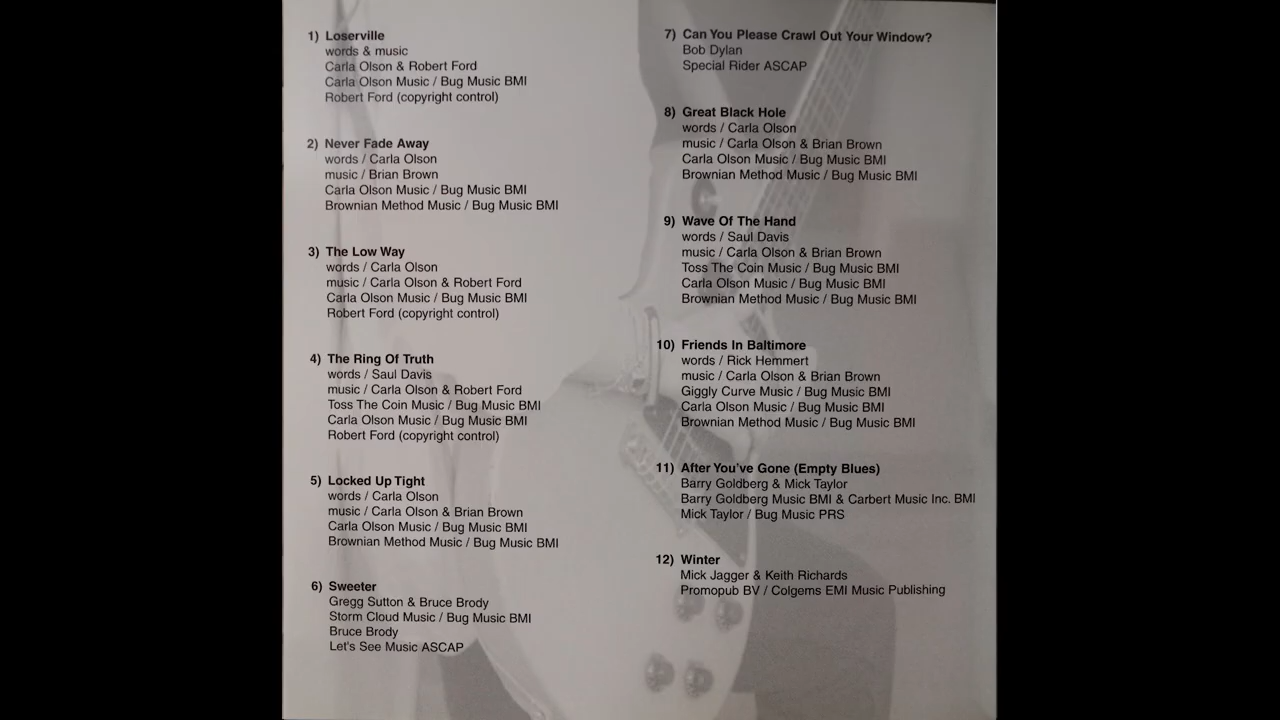 1) Loserville
words & music
Carla Olson & Robert Ford
Carla Olson Music / Bug Music BMI
Robert Ford (copyright control)
2) Never Fade Away
words / Carla Olson
music / Brian Brown
Carla Olson Music / Bug Music BMI
Brownian Method Music / Bug Music BMI
3) The Low Way
words / Carla Olson
music / Carla Olson & Robert Ford
Carla Olson Music / Bug Music BMI
Robert Ford (copyright control)
4) The Ring Of Truth
words / Saul Davis
music / Carla Olson & Robert Ford
Toss The Coin Music / Bug Music BMI
Carla Olson Music / Bug Music BMI
Robert Ford (copyright control)
5) Locked Up Tight
words / Carla Olson
music / Carla Olson & Brian Brown
Carla Olson Music / Bug Music BMI
Brownian Method Music / Bug Music BMI
6) Sweeter
Gregg Sutton & Bruce Brody
Storm Cloud Music / Bug Music BMI
Bruce Brody
Let's See Music ASCAP
7) Can You Please Crawl Out Your Window?
Bob Dylan
Special Rider ASCAP
8) Great Black Hole
words / Carla Olson
music / Carla Olson & Brian Brown
Carla Olson Music / Bug Music BMI
Brownian Method Music / Bug Music BMI
9) Wave Of The Hand
words / Saul Davis
music / Carla Olson & Brian Brown
Toss The Coin Music / Bug Music BMI
Carla Olson Music / Bug Music BMI
Brownian Method Music / Bug Music BMI
10) Friends In Baltimore
words / Rick Hemmert
music / Carla Olson & Brian Brown
Giggly Curve Music / Bug Music BMI
Carla Olson Music / Bug Music BMI
Brownian Method Music / Bug Music BMI
11) After You've Gone (Empty Blues)
Barry Goldberg & Mick Taylor
Barry Goldberg Music BMI & Carbert Music Inc. BMI
Mick Taylor / Bug Music PRS
12) Winter
Mick Jagger & Keith Richards
Promopub BV / Colgems EMI Music Publishing